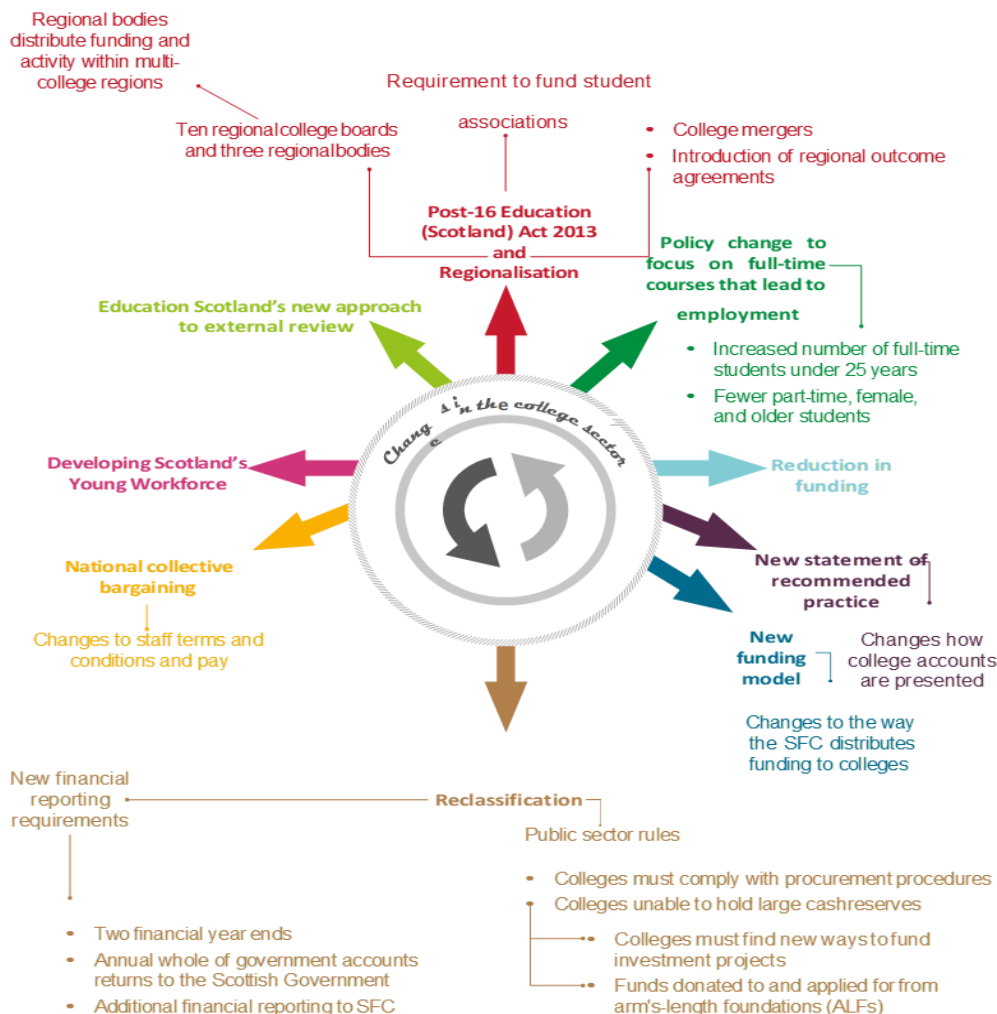 Regional bodies
distribute funding and
activity within multi-
college regions
Requirement to fund student
associations
Ten regional college boards
and three regional bodies
• College mergers
• Introduction of regional outcome
agreements
Post-16 Education
(Scotland) Act 2013
and
Regionalisation
Policy change to
focus on full-time
courses that lead to
employment
• Increased number of full-time
students under 25 years
• Fewer part-time, female,
and older students
Education Scotland's new approach
to external review
Changes in the college sector
Developing Scotland's
Young Workforce
Reduction in
funding
National collective
bargaining
Changes to staff terms and
conditions and pay
New statement of
recommended
practice
Changes how
college accounts
are presented
New
funding
model
Changes to the way
the SFC distributes
funding to colleges
New financial
reporting
requirements
Reclassification
Public sector rules
• Colleges must comply with procurement procedures
• Colleges unable to hold large cashreserves
• Colleges must find new ways to fund
investment projects
• Funds donated to and applied for from
arm's-length foundations (ALFs)
• Two financial year ends
• Annual whole of government accounts
returns to the Scottish Government
• Additional financial reporting to SFC